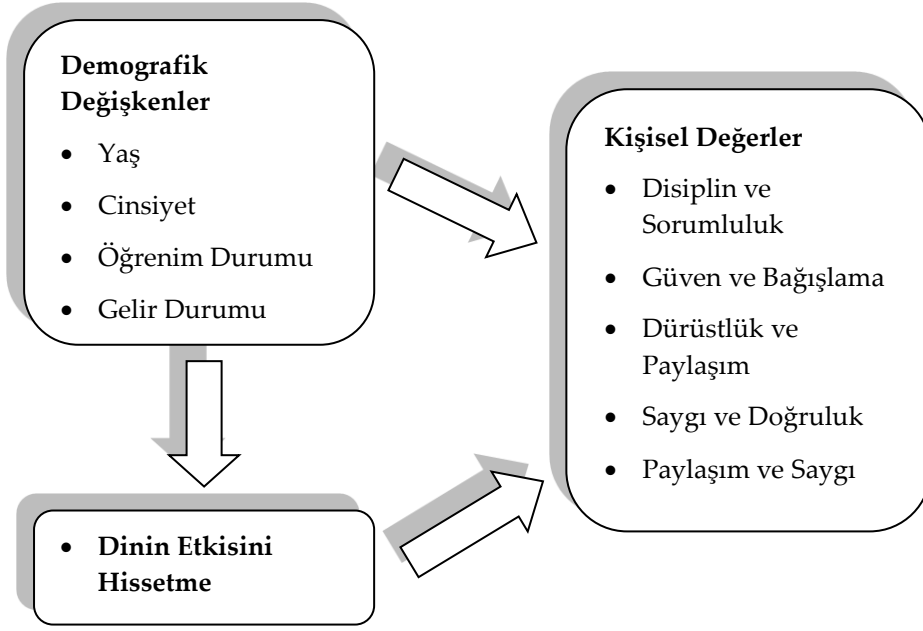 Demografik
Değişkenler
• Yaş
• Cinsiyet
• Öğrenim Durumu
• Gelir Durumu
• Dinin Etkisini
Hissetme
Kişisel Değerler
• Disiplin ve
Sorumluluk
• Güven ve Bağışlama
• Dürüstlük ve
Paylaşım
• Saygı ve Doğruluk
• Paylaşım ve Saygı